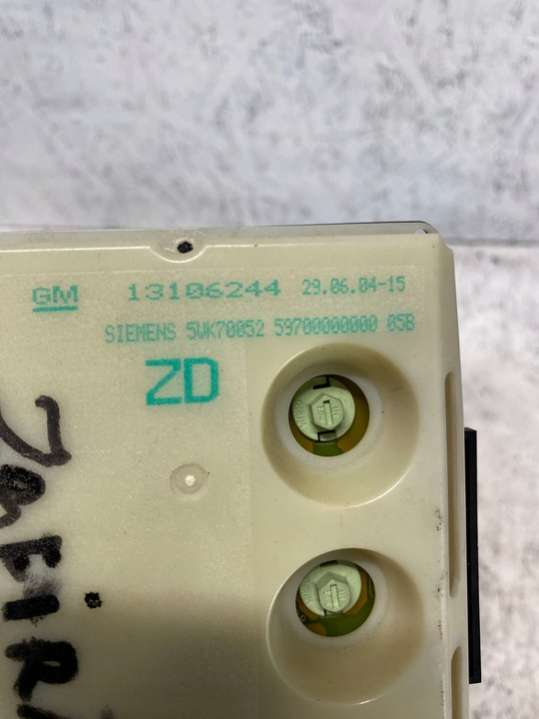 GM 13106244 29.06.04-15
SIEMENS 5WK70052 59700000000 05B
ZD